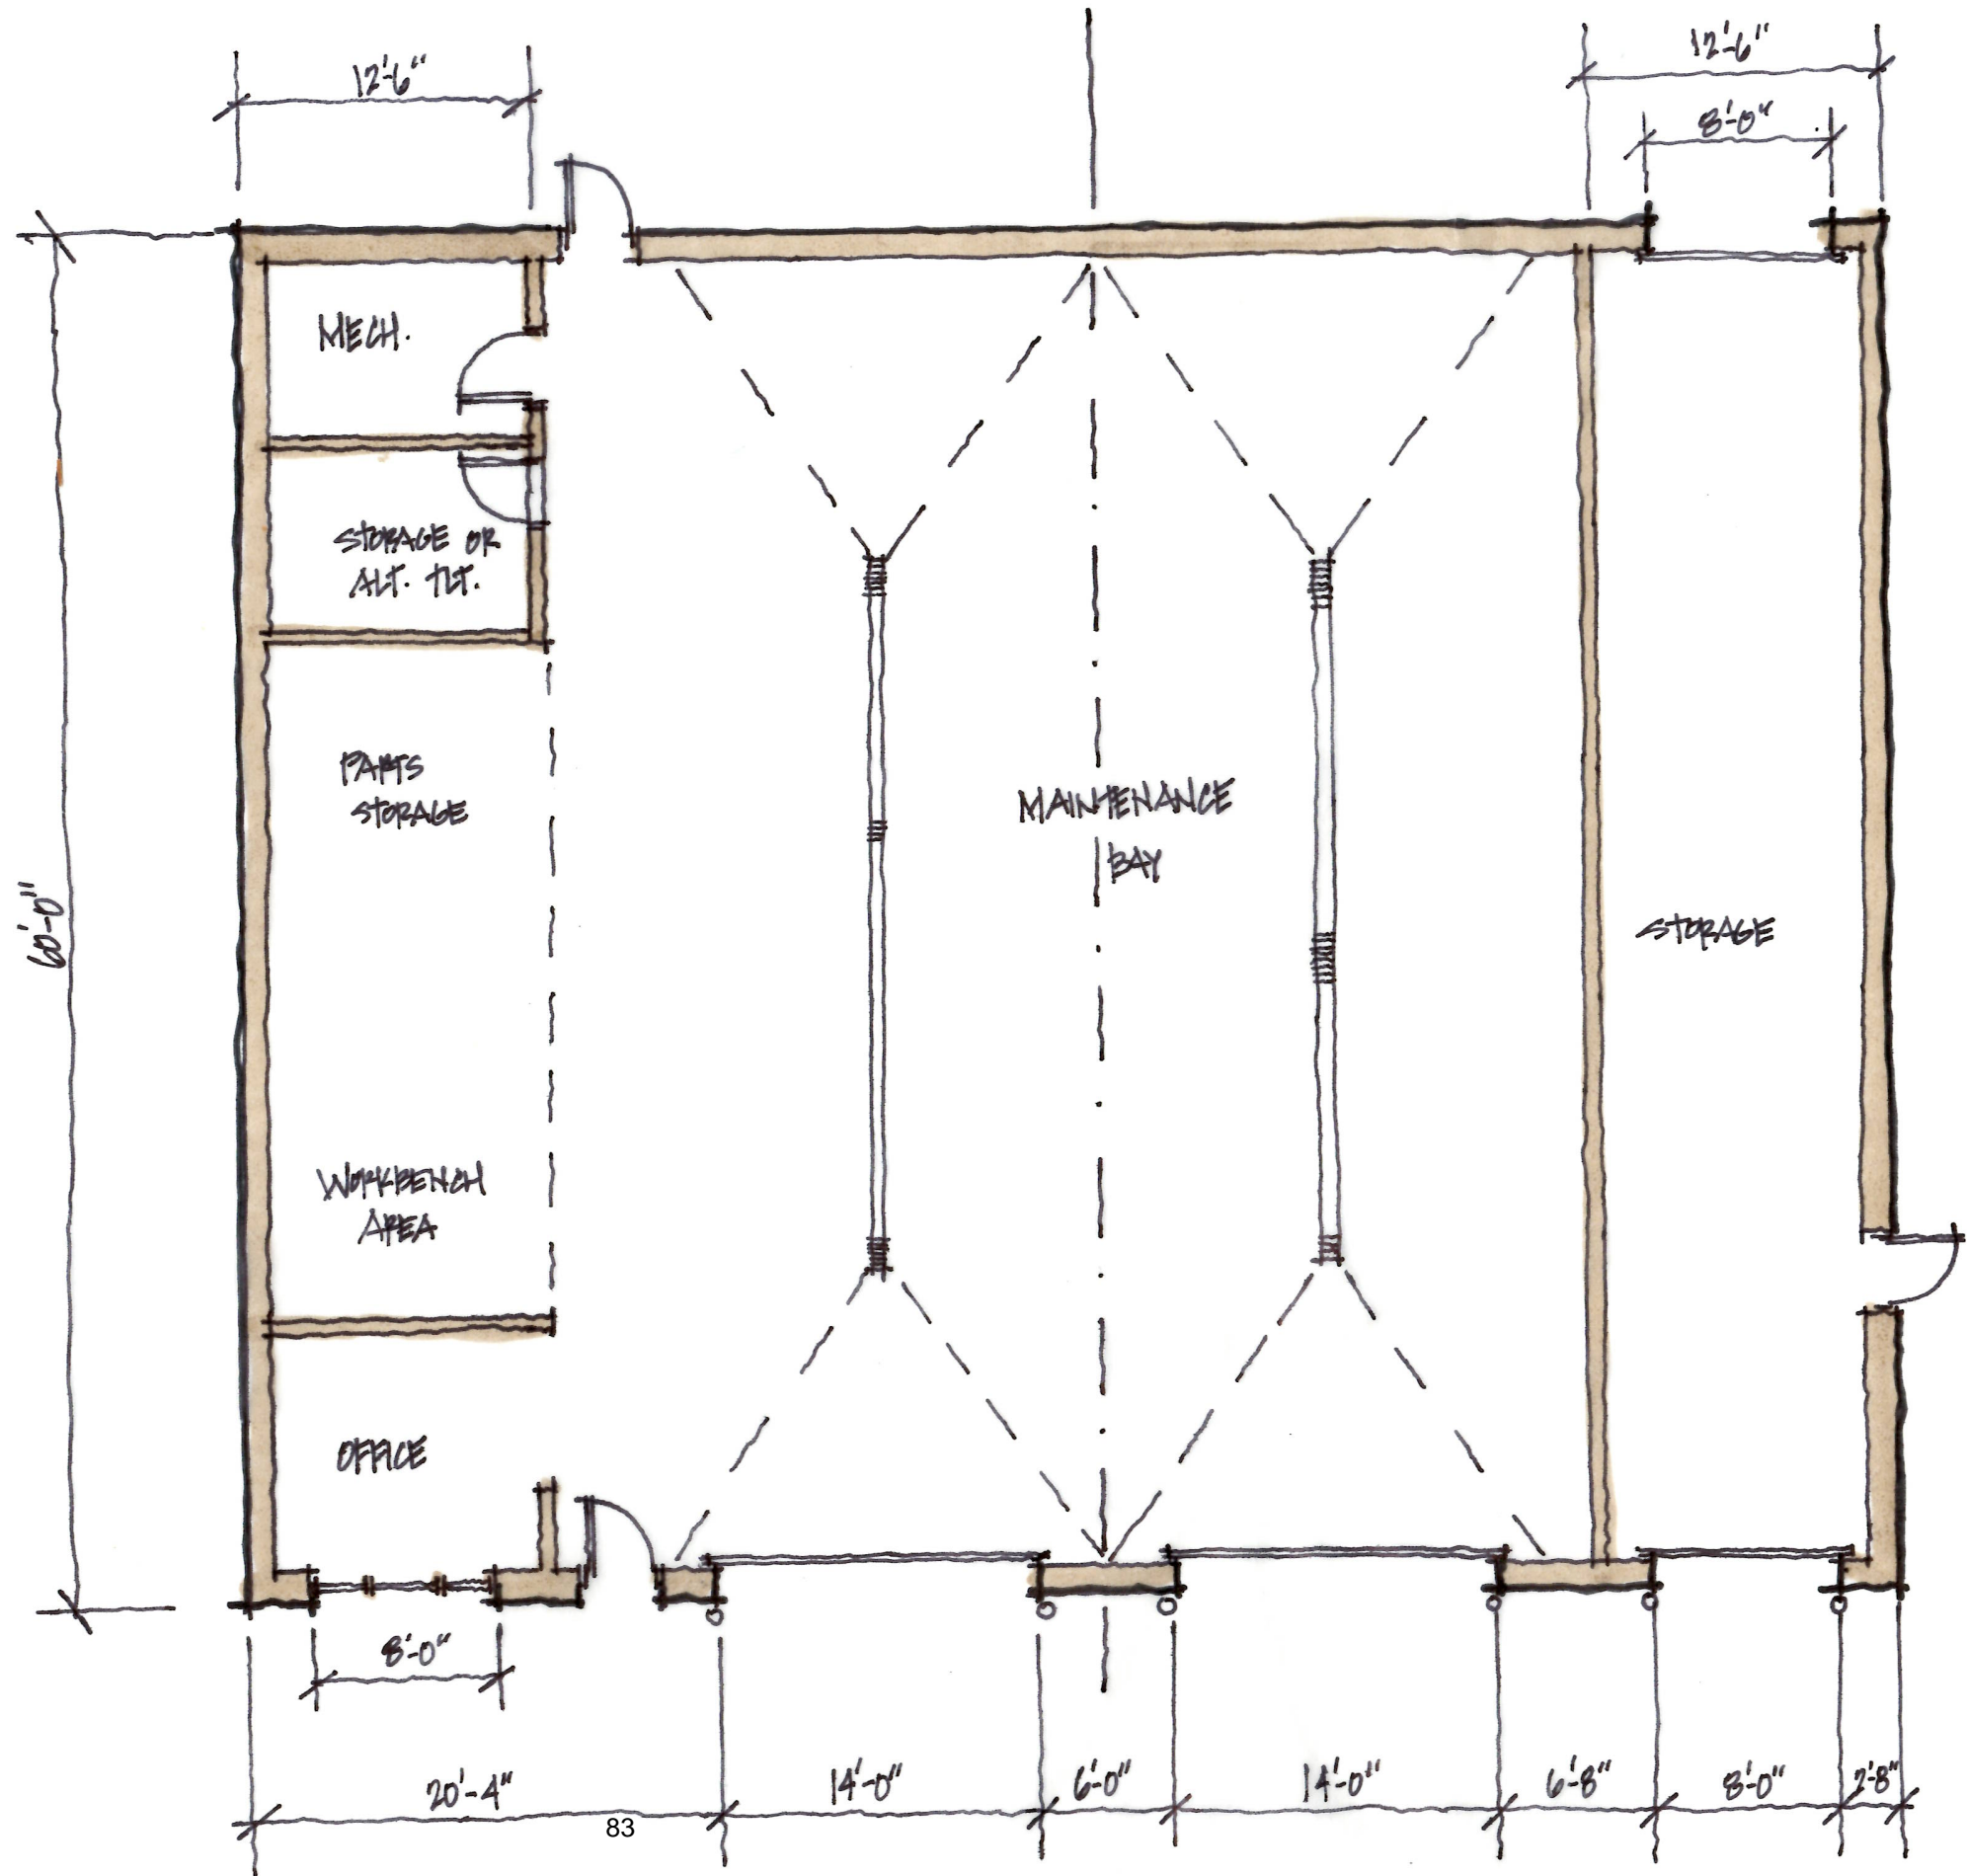 12'-6"
12'-6"
8'-0"
MECH.
STORAGE OR
ALT. TLT.
PARTS
STORAGE
MAINTENANCE
BAY
60'-0"
STORAGE
WORKBENCH
AREA
OFFICE
8'-0"
20'-4"
14'-0"
6'-0"
14'-0"
6'-8"
8'-0"
2'-8"
83